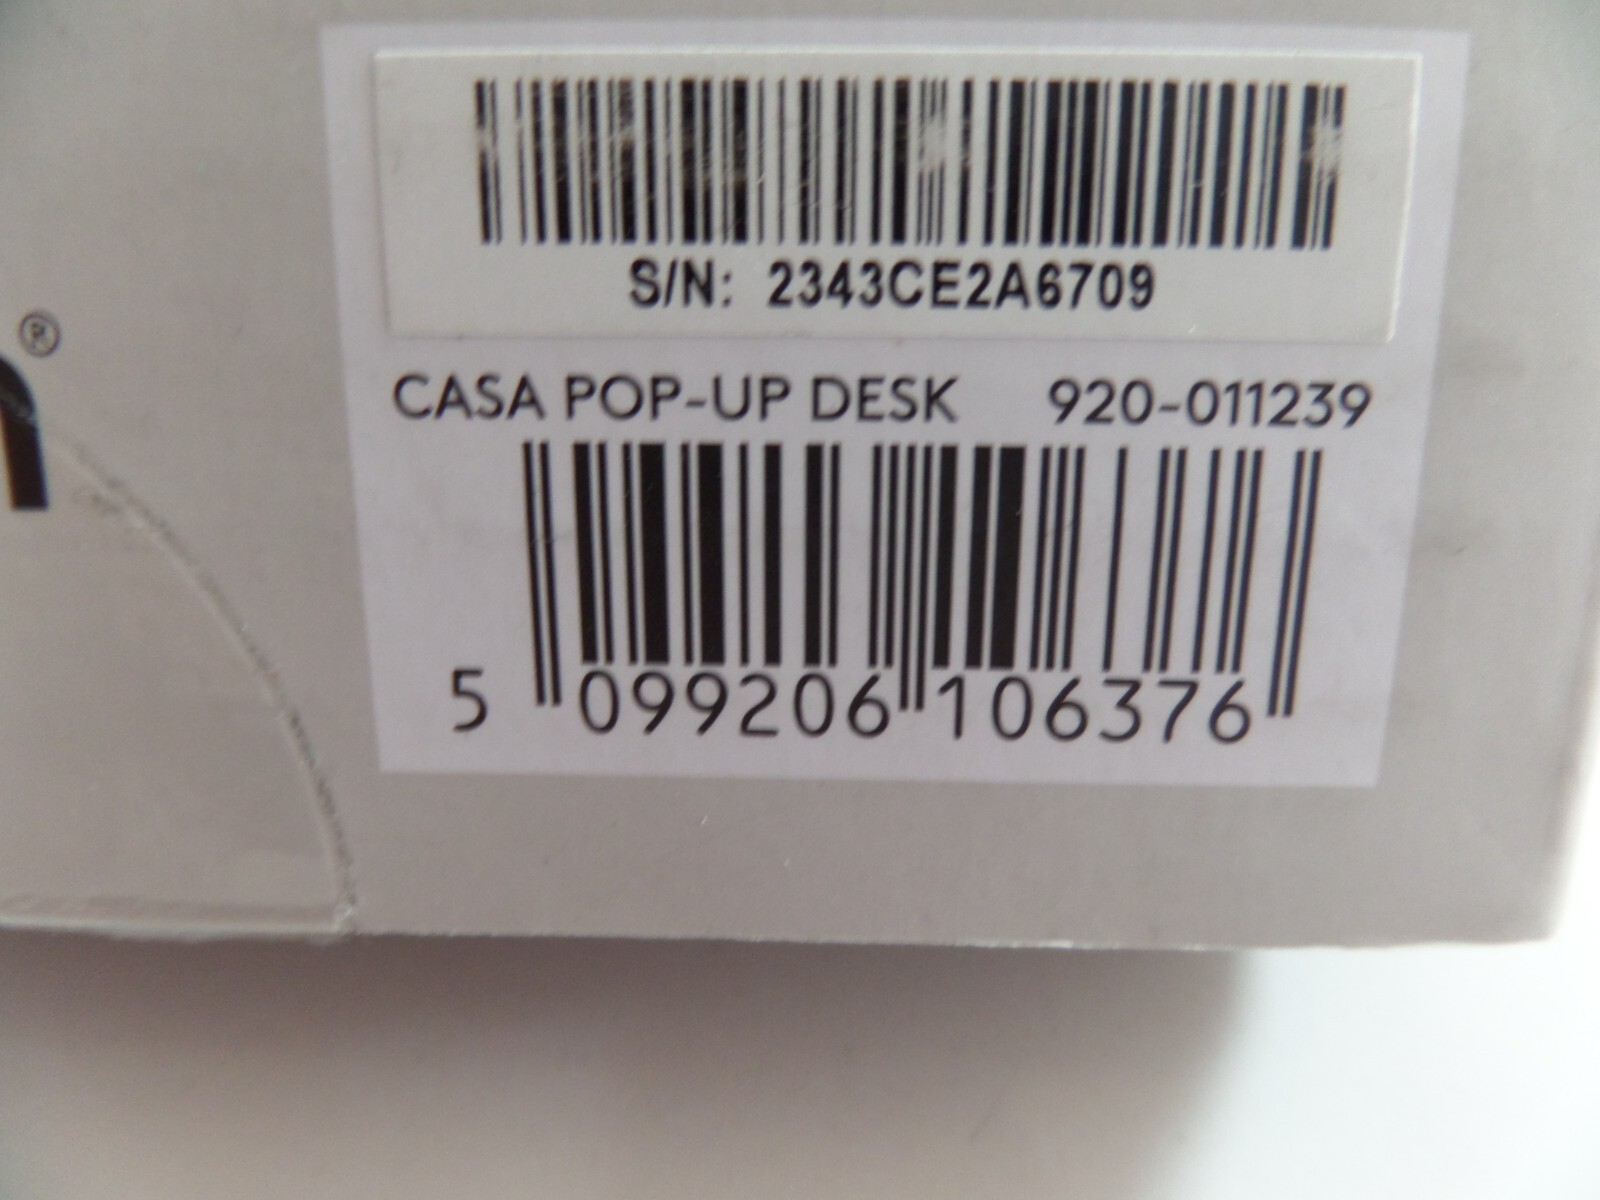 S/N: 2343CE2A6709
®
CASA POP-UP DESK 920-011239
5 099206 106376